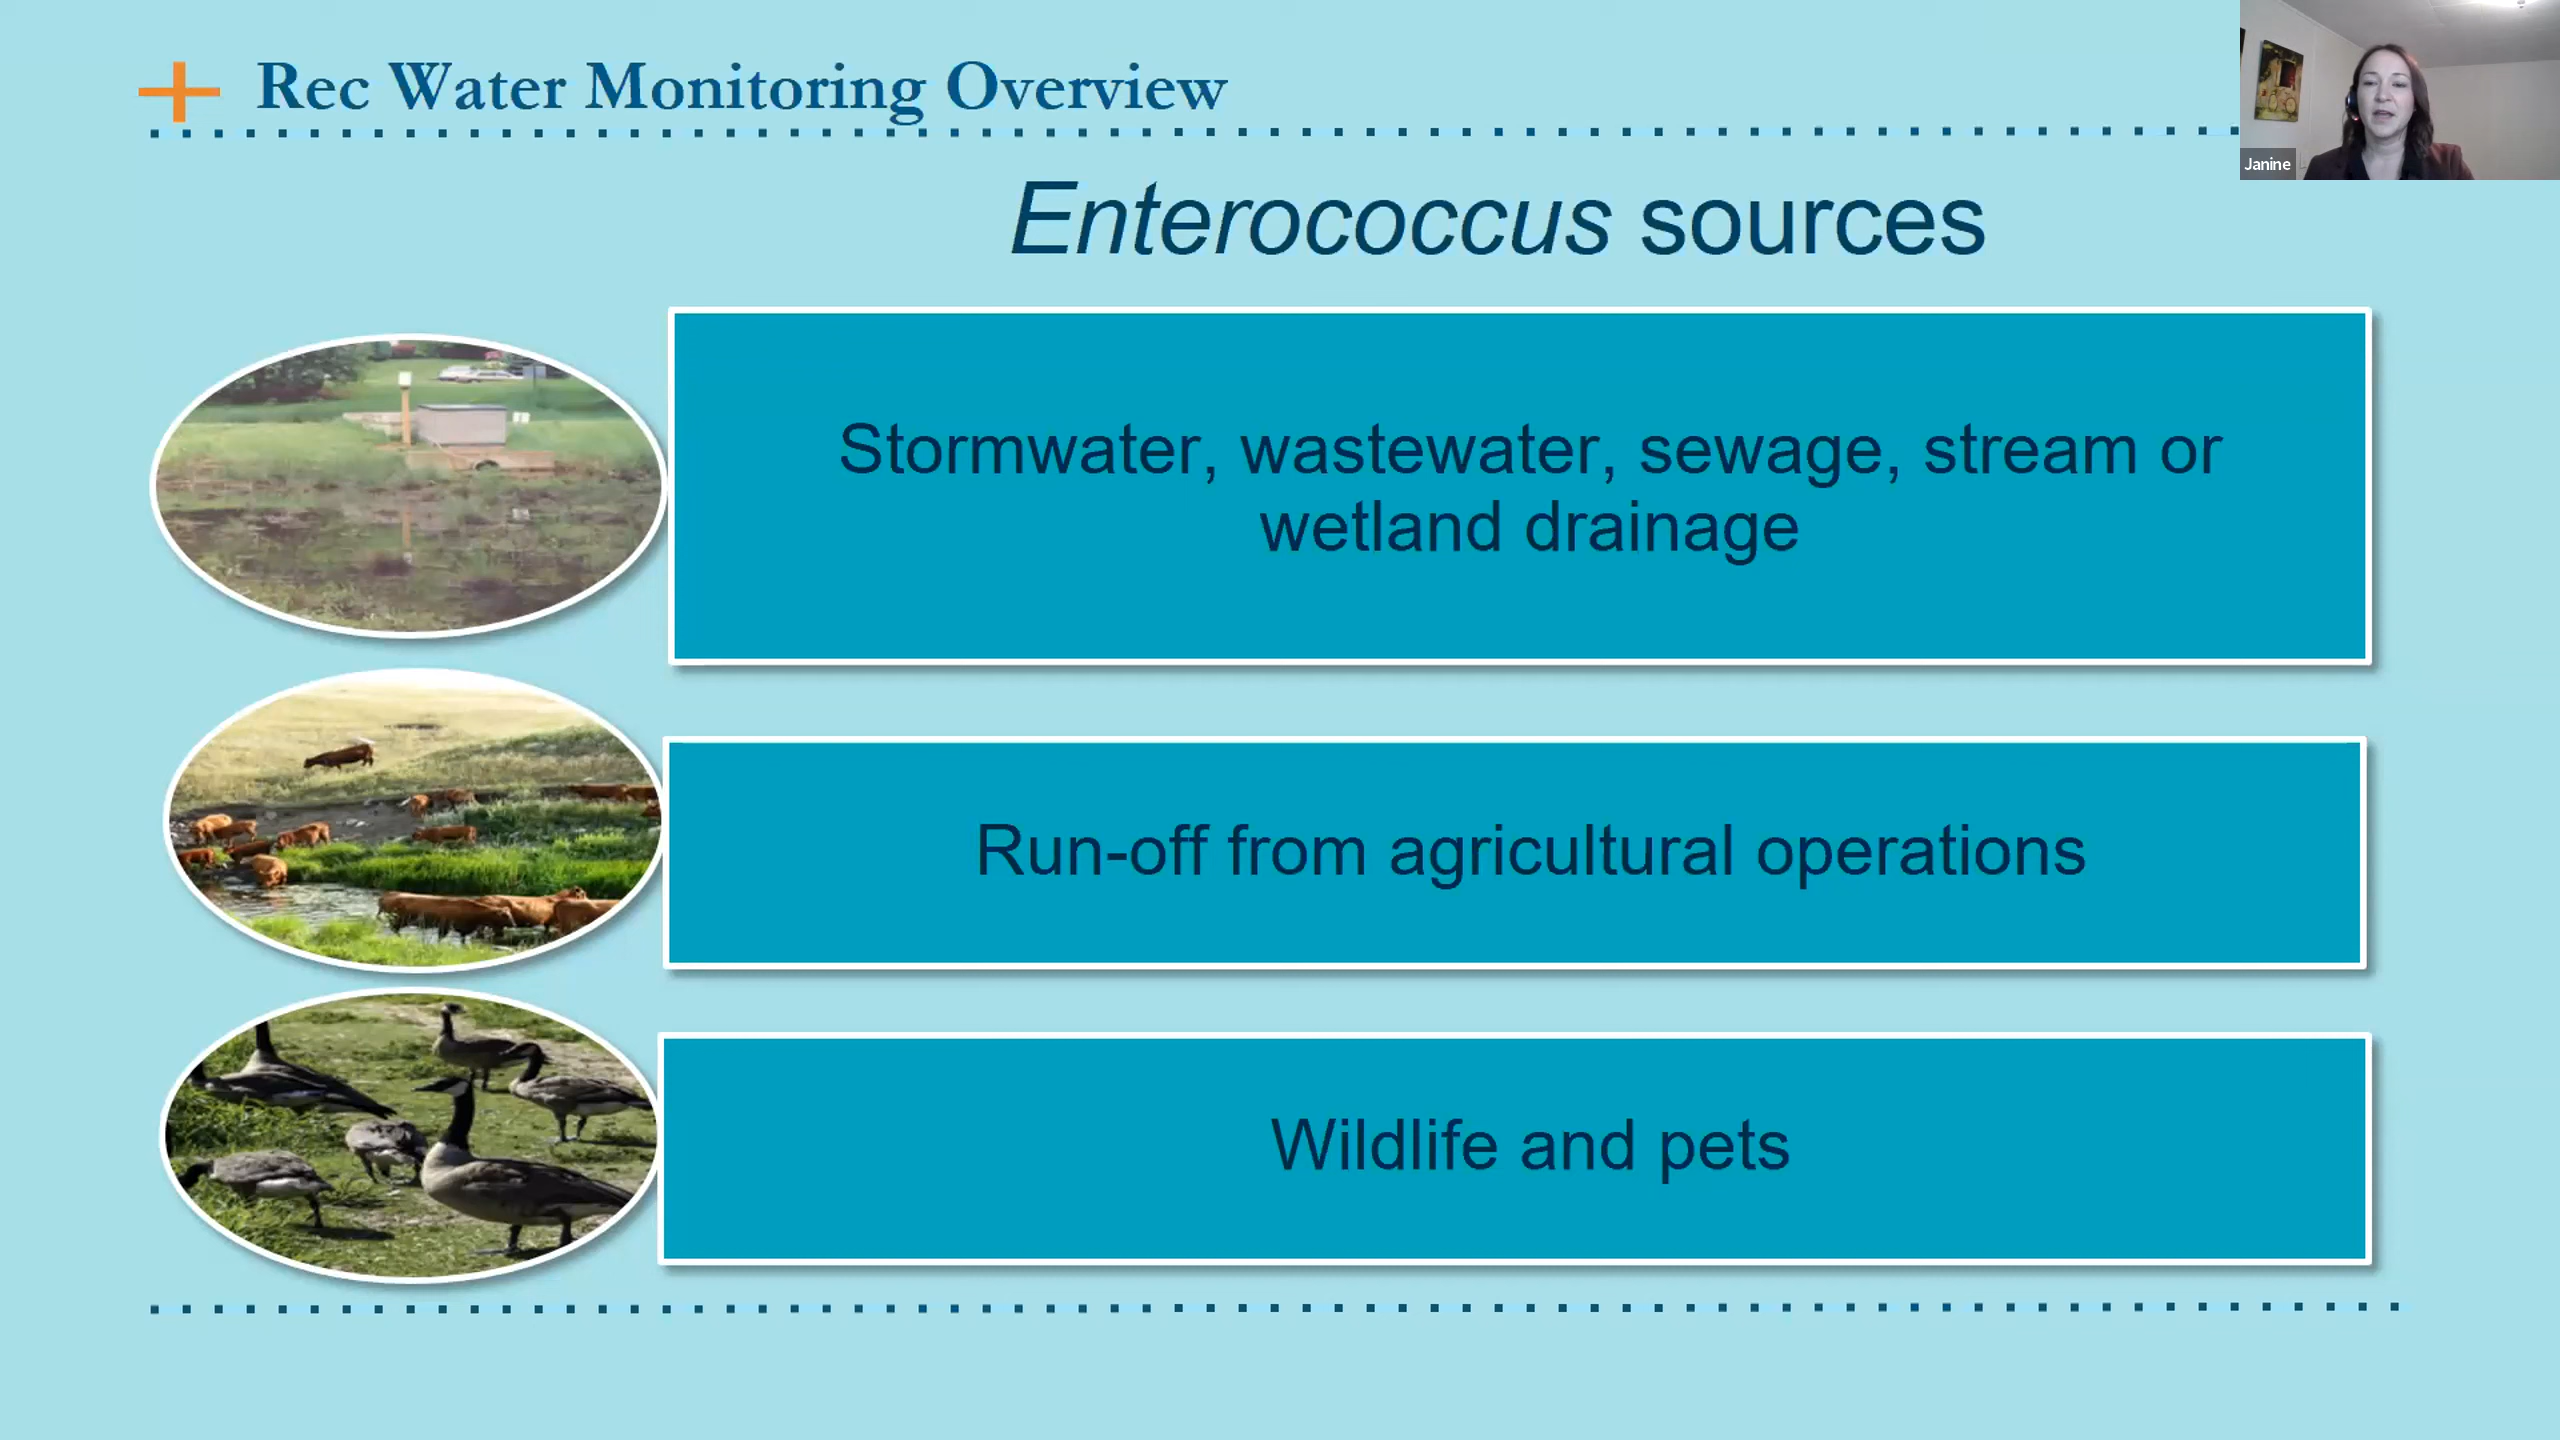 Rec Water Monitoring Overview
Janine
Enterococcus sources
Stormwater, wastewater, sewage, stream or
wetland drainage
Run-off from agricultural operations
Wildlife and pets